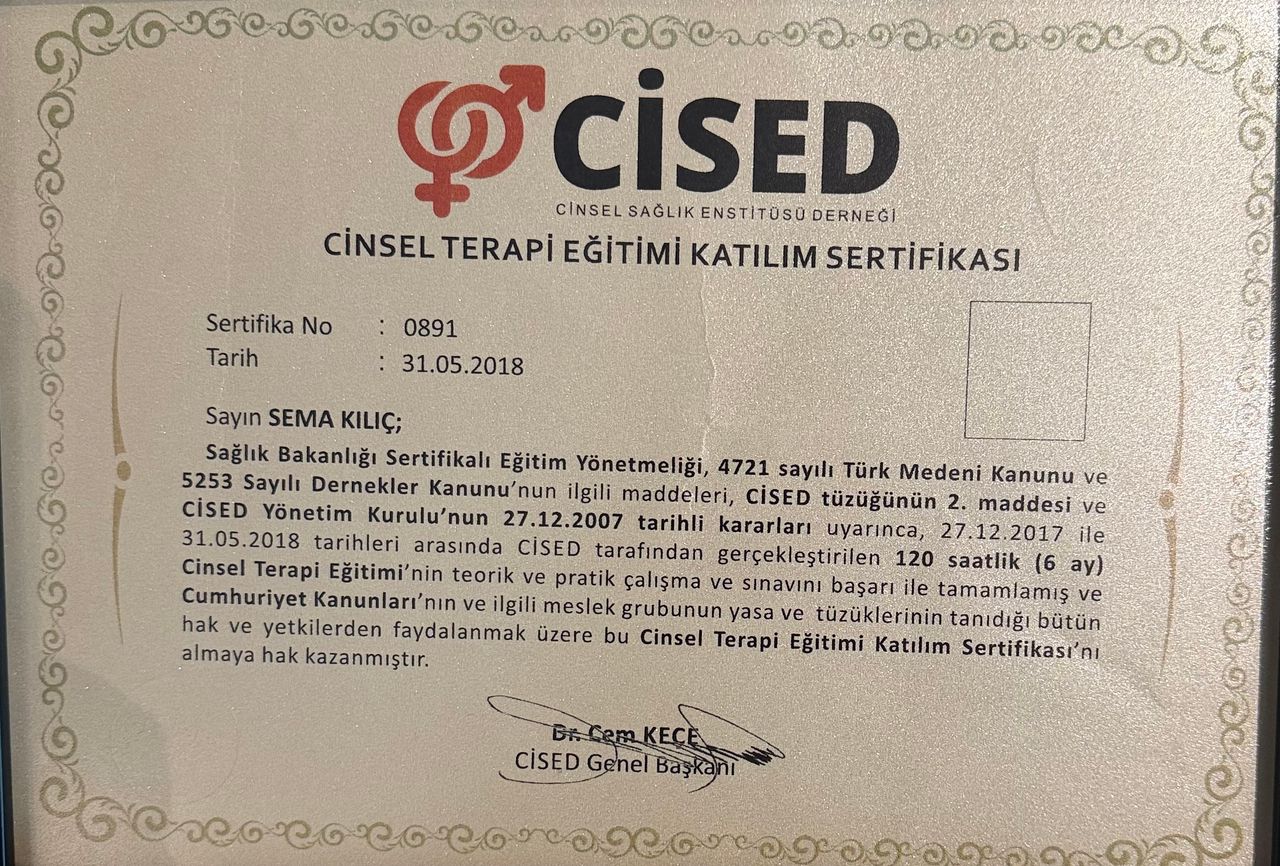 CİSED
CİNSEL SAĞLIK ENSTİTÜSÜ DERNEĞİ
CİNSEL TERAPİ EĞİTİMİ KATILIM SERTİFİKASI
Sertifika No : 0891
Tarih : 31.05.2018
Sayın SEMA KILIÇ;
Sağlık Bakanlığı Sertifikalı Eğitim Yönetmeliği, 4721 sayılı Türk Medeni Kanunu ve
5253 Sayılı Dernekler Kanunu’nun ilgili maddeleri, CİSED tüzüğünün 2. maddesi ve
CİSED Yönetim Kurulu’nun 27.12.2007 tarihli kararları uyarınca, 27.12.2017 ile
31.05.2018 tarihleri arasında CİSED tarafından gerçekleştirilen 120 saatlik (6 ay)
Cinsel Terapi Eğitimi’nin teorik ve pratik çalışma ve sınavını başarı ile tamamlamış ve
Cumhuriyet Kanunları’nın ve ilgili meslek grubunun yasa ve tüzüklerinin tanıdığı bütün
hak ve yetkilerden faydalanmak üzere bu Cinsel Terapi Eğitimi Katılım Sertifikası’nı
almaya hak kazanmıştır.
Dr. Cem KEÇE
CİSED Genel Başkanı